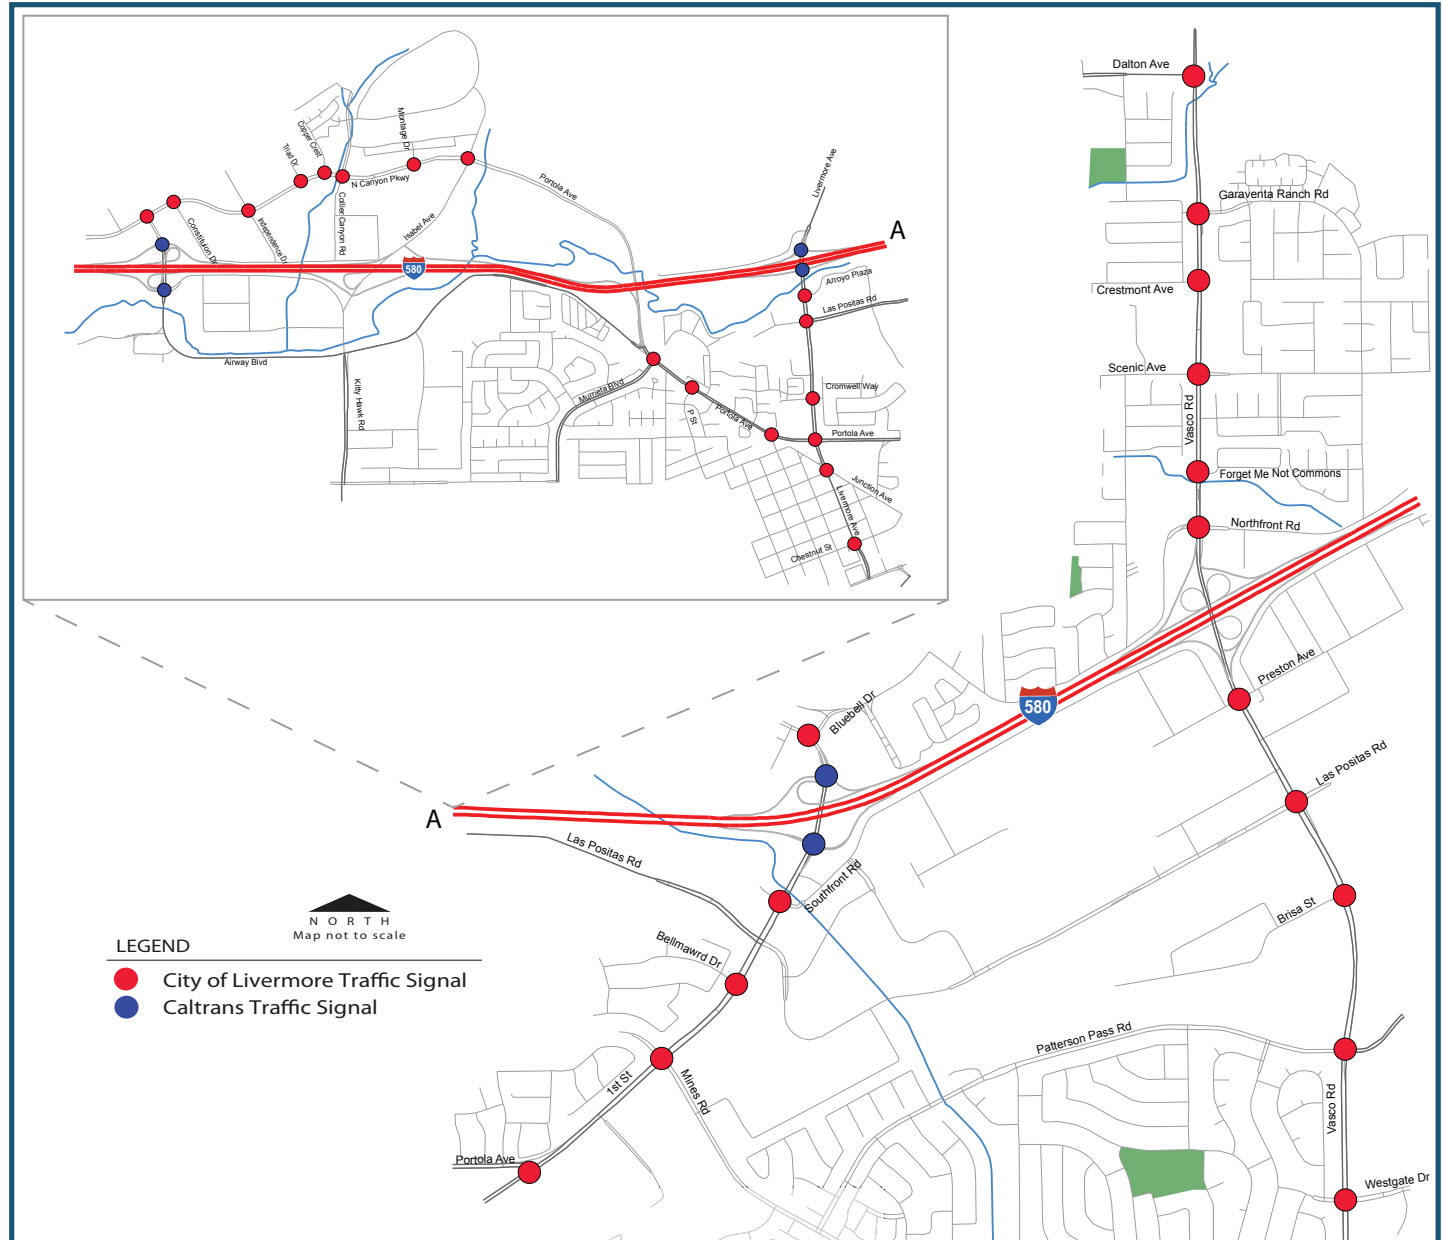 Copper Crest
Triad Dr
Montage Dr
N Canyon Pkwy
Portola Ave
Livermore Ave
Constituion Dr
Independence Dr
Collier Canyon Rd
Isabel Ave
580
A
Arroyo Plaza
Las Positas Rd
Airway Blvd
Kitty Hawk Rd
Murrieta Blvd
P St
Portola Ave
Cromwell Way
Portola Ave
Junction Ave
Livermore Ave
Chestnut St
Dalton Ave
Garaventa Ranch Rd
Crestmont Ave
Scenic Ave
Vasco Rd
Forget Me Not Commons
Northfront Rd
Preston Ave
580
Bluebell Dr
Las Positas Rd
A
Las Positas Rd
Southfront Rd
Brisa St
Bellmawrd Dr
Patterson Pass Rd
1st St
Mines Rd
Vasco Rd
Portola Ave
Westgate Dr
NORTH
Map not to scale
LEGEND
City of Livermore Traffic Signal
Caltrans Traffic Signal